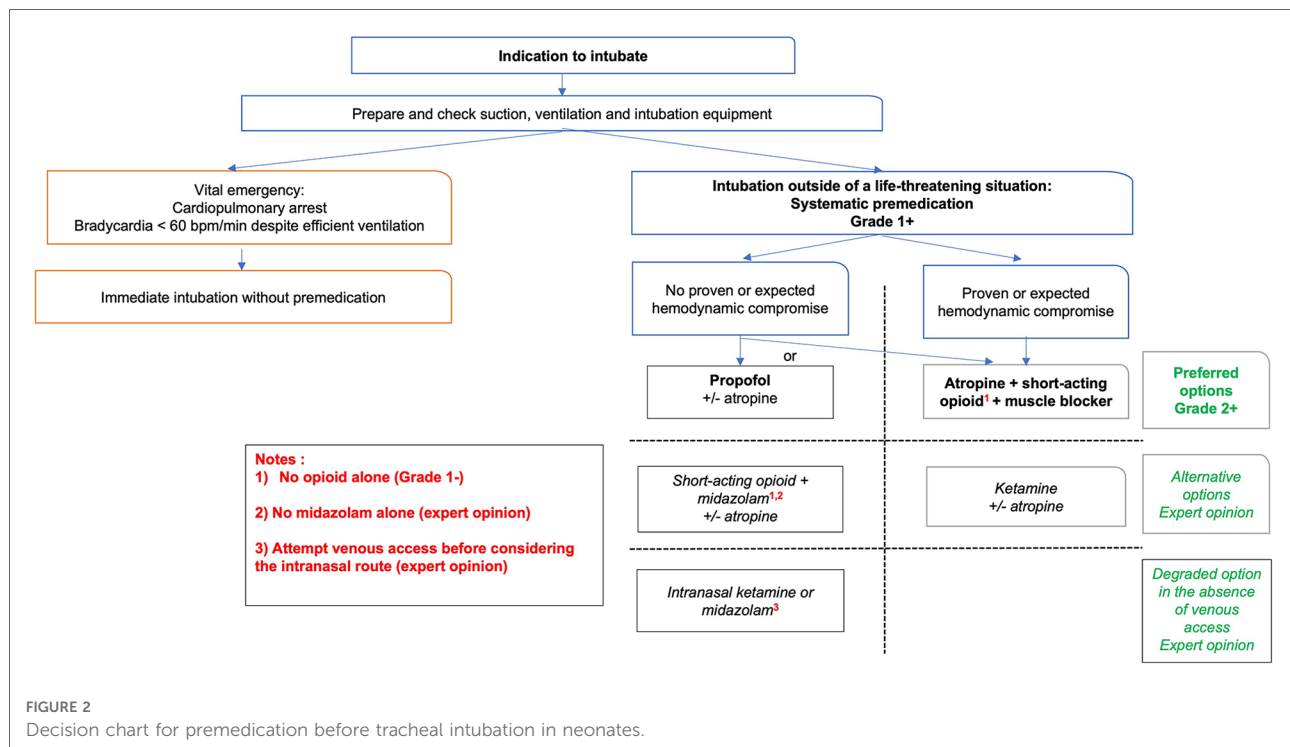 Indication to intubate
Prepare and check suction, ventilation and intubation equipment
Vital emergency:
Cardiopulmonary arrest
Bradycardia < 60 bpm/min despite efficient ventilation
Immediate intubation without premedication
Intubation outside of a life-threatening situation:
Systematic premedication
Grade 1+
No proven or expected
hemodynamic compromise
Proven or expected
hemodynamic compromise
or
Propofol
+/- atropine
Atropine + short-acting
opioid1 + muscle blocker
Preferred
options
Grade 2+
Notes :
1) No opioid alone (Grade 1-)
2) No midazolam alone (expert opinion)
3) Attempt venous access before considering
the intranasal route (expert opinion)
Short-acting opioid +
midazolam1,2
+/- atropine
Ketamine
+/- atropine
Alternative
options
Expert opinion
Intranasal ketamine or
midazolam3
Degraded option
in the absence
of venous
access
Expert opinion
FIGURE 2
Decision chart for premedication before tracheal intubation in neonates.